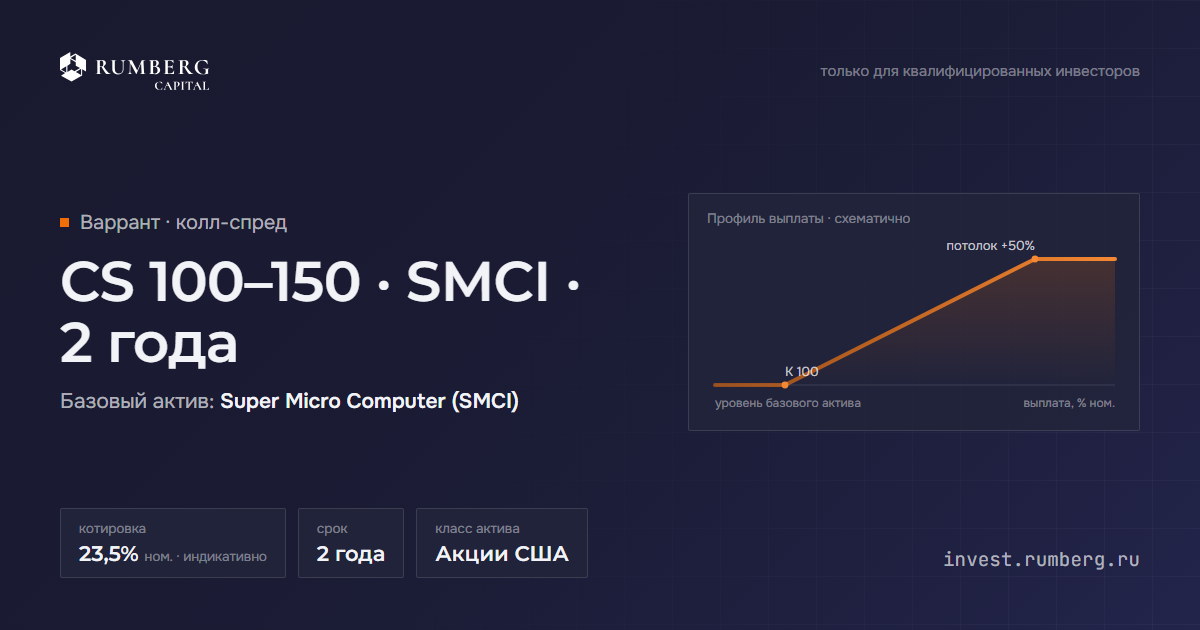 RUMBERG
CAPITAL
только для квалифицированных инвесторов
Варрант · колл-спред
CS 100–150 · SMCI ·
2 года
Базовый актив: Super Micro Computer (SMCI)
Профиль выплаты · схематично
потолок +50%
K 100
уровень базового актива
выплата, % ном.
котировка
23,5% ном. · индикативно
срок
2 года
класс актива
Акции США
invest.rumberg.ru